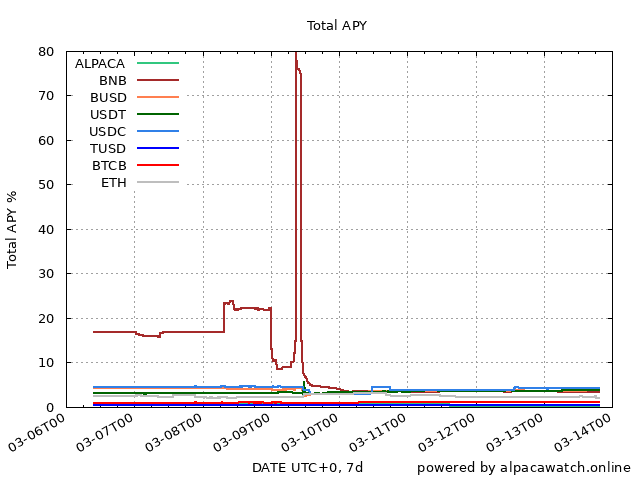 Total APY
80
70
60
50
40
30
20
10
0
Total APY %
ALPACA
BNB
BUSD
USDT
USDC
TUSD
BTCB
ETH
03-06T00
03-07T00
03-08T00
03-09T00
03-10T00
03-11T00
03-12T00
03-13T00
03-14T00
DATE UTC+0, 7d
powered by alpacawatch.online